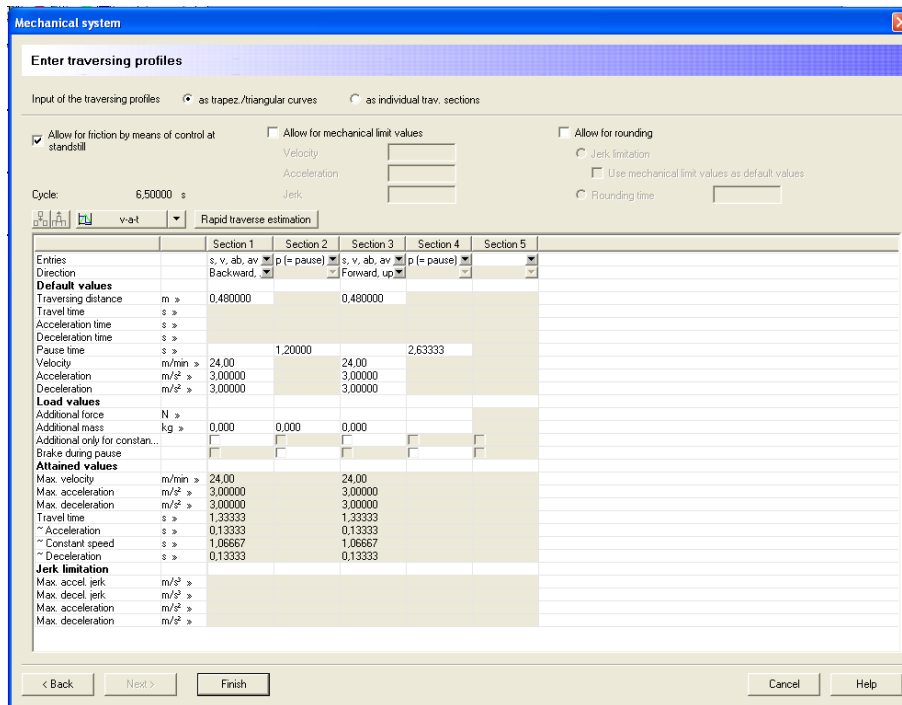 Mechanical system
Enter traversing profiles
Input of the traversing profiles as trapez./triangular curves as individual trav. sections
Allow for friction by means of control at standstill
Allow for mechanical limit values
Velocity
Acceleration
Jerk
Allow for rounding
Jerk limitation
Use mechanical limit values as default values
Rounding time
Cycle: 6,50000 s
v-a-t Rapid traverse estimation
Section 1 Section 2 Section 3 Section 4 Section 5
Entries s, v, ab, av p (= pause) s, v, ab, av p (= pause)
Direction Backward, Forward, up
Default values
Traversing distance m » 0,480000 0,480000
Travel time s »
Acceleration time s »
Deceleration time s »
Pause time s » 1,20000 2,63333
Velocity m/min » 24,00 24,00
Acceleration m/s² » 3,00000 3,00000
Deceleration m/s² » 3,00000 3,00000
Load values
Additional force N »
Additional mass kg » 0,000 0,000 0,000
Additional only for constan...
Brake during pause
Attained values
Max. velocity m/min » 24,00 24,00
Max. acceleration m/s² » 3,00000 3,00000
Max. deceleration m/s² » 3,00000 3,00000
Travel time s » 1,33333 1,33333
~ Acceleration s » 0,13333 0,13333
~ Constant speed s » 1,06667 1,06667
~ Deceleration s » 0,13333 0,13333
Jerk limitation
Max. accel. jerk m/s³ »
Max. decel. jerk m/s³ »
Max. acceleration m/s² »
Max. deceleration m/s² »
< Back Next > Finish Cancel Help